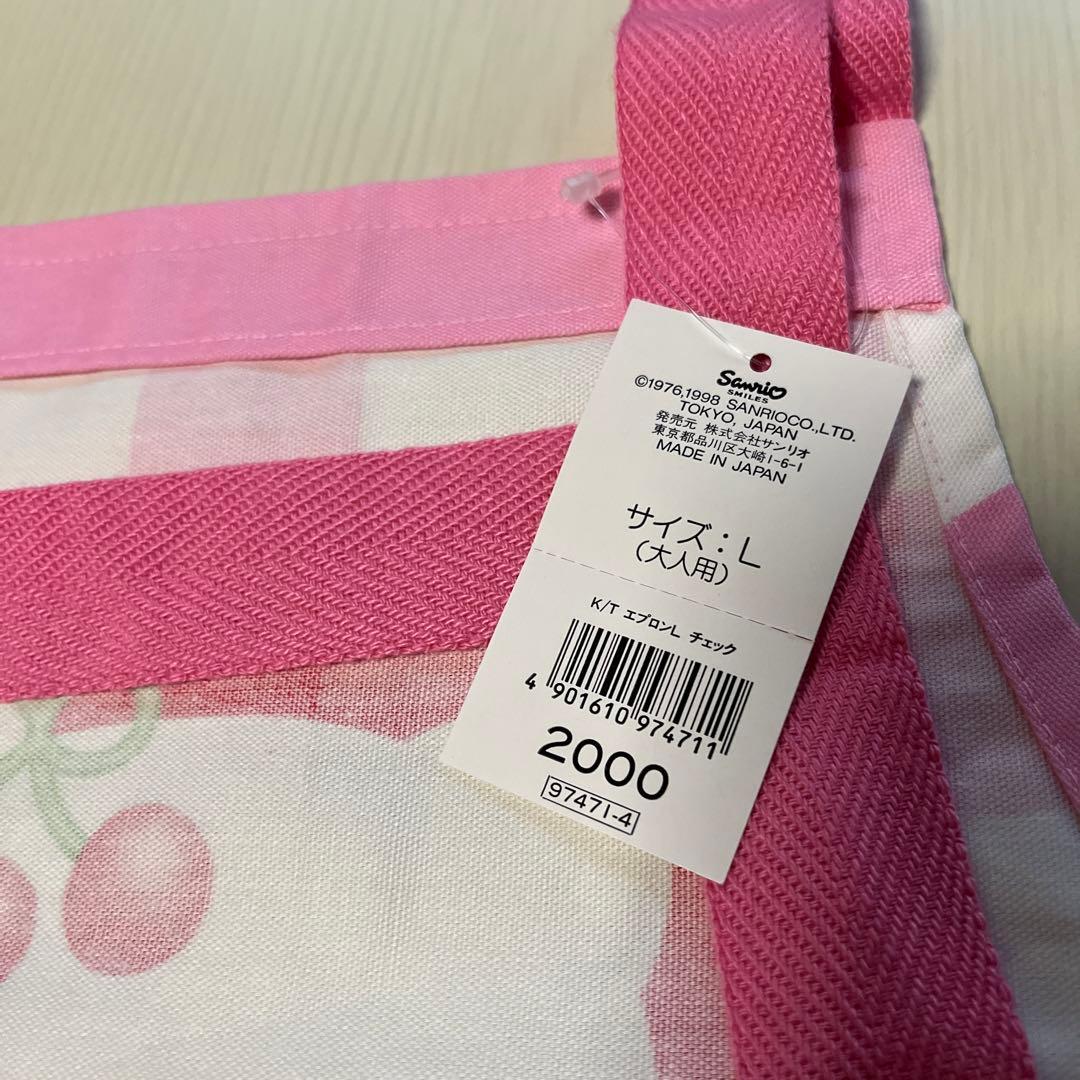 Sanrio
SMILES
©1976,1998 SANRIOCO.,LTD.
TOKYO, JAPAN
発売元 株式会社サンリオ
東京都品川区大崎1-6-1
MADE IN JAPAN
サイズ：L
（大人用）
K/T エプロンL チェック
4 901610 974711
2000
97471-4